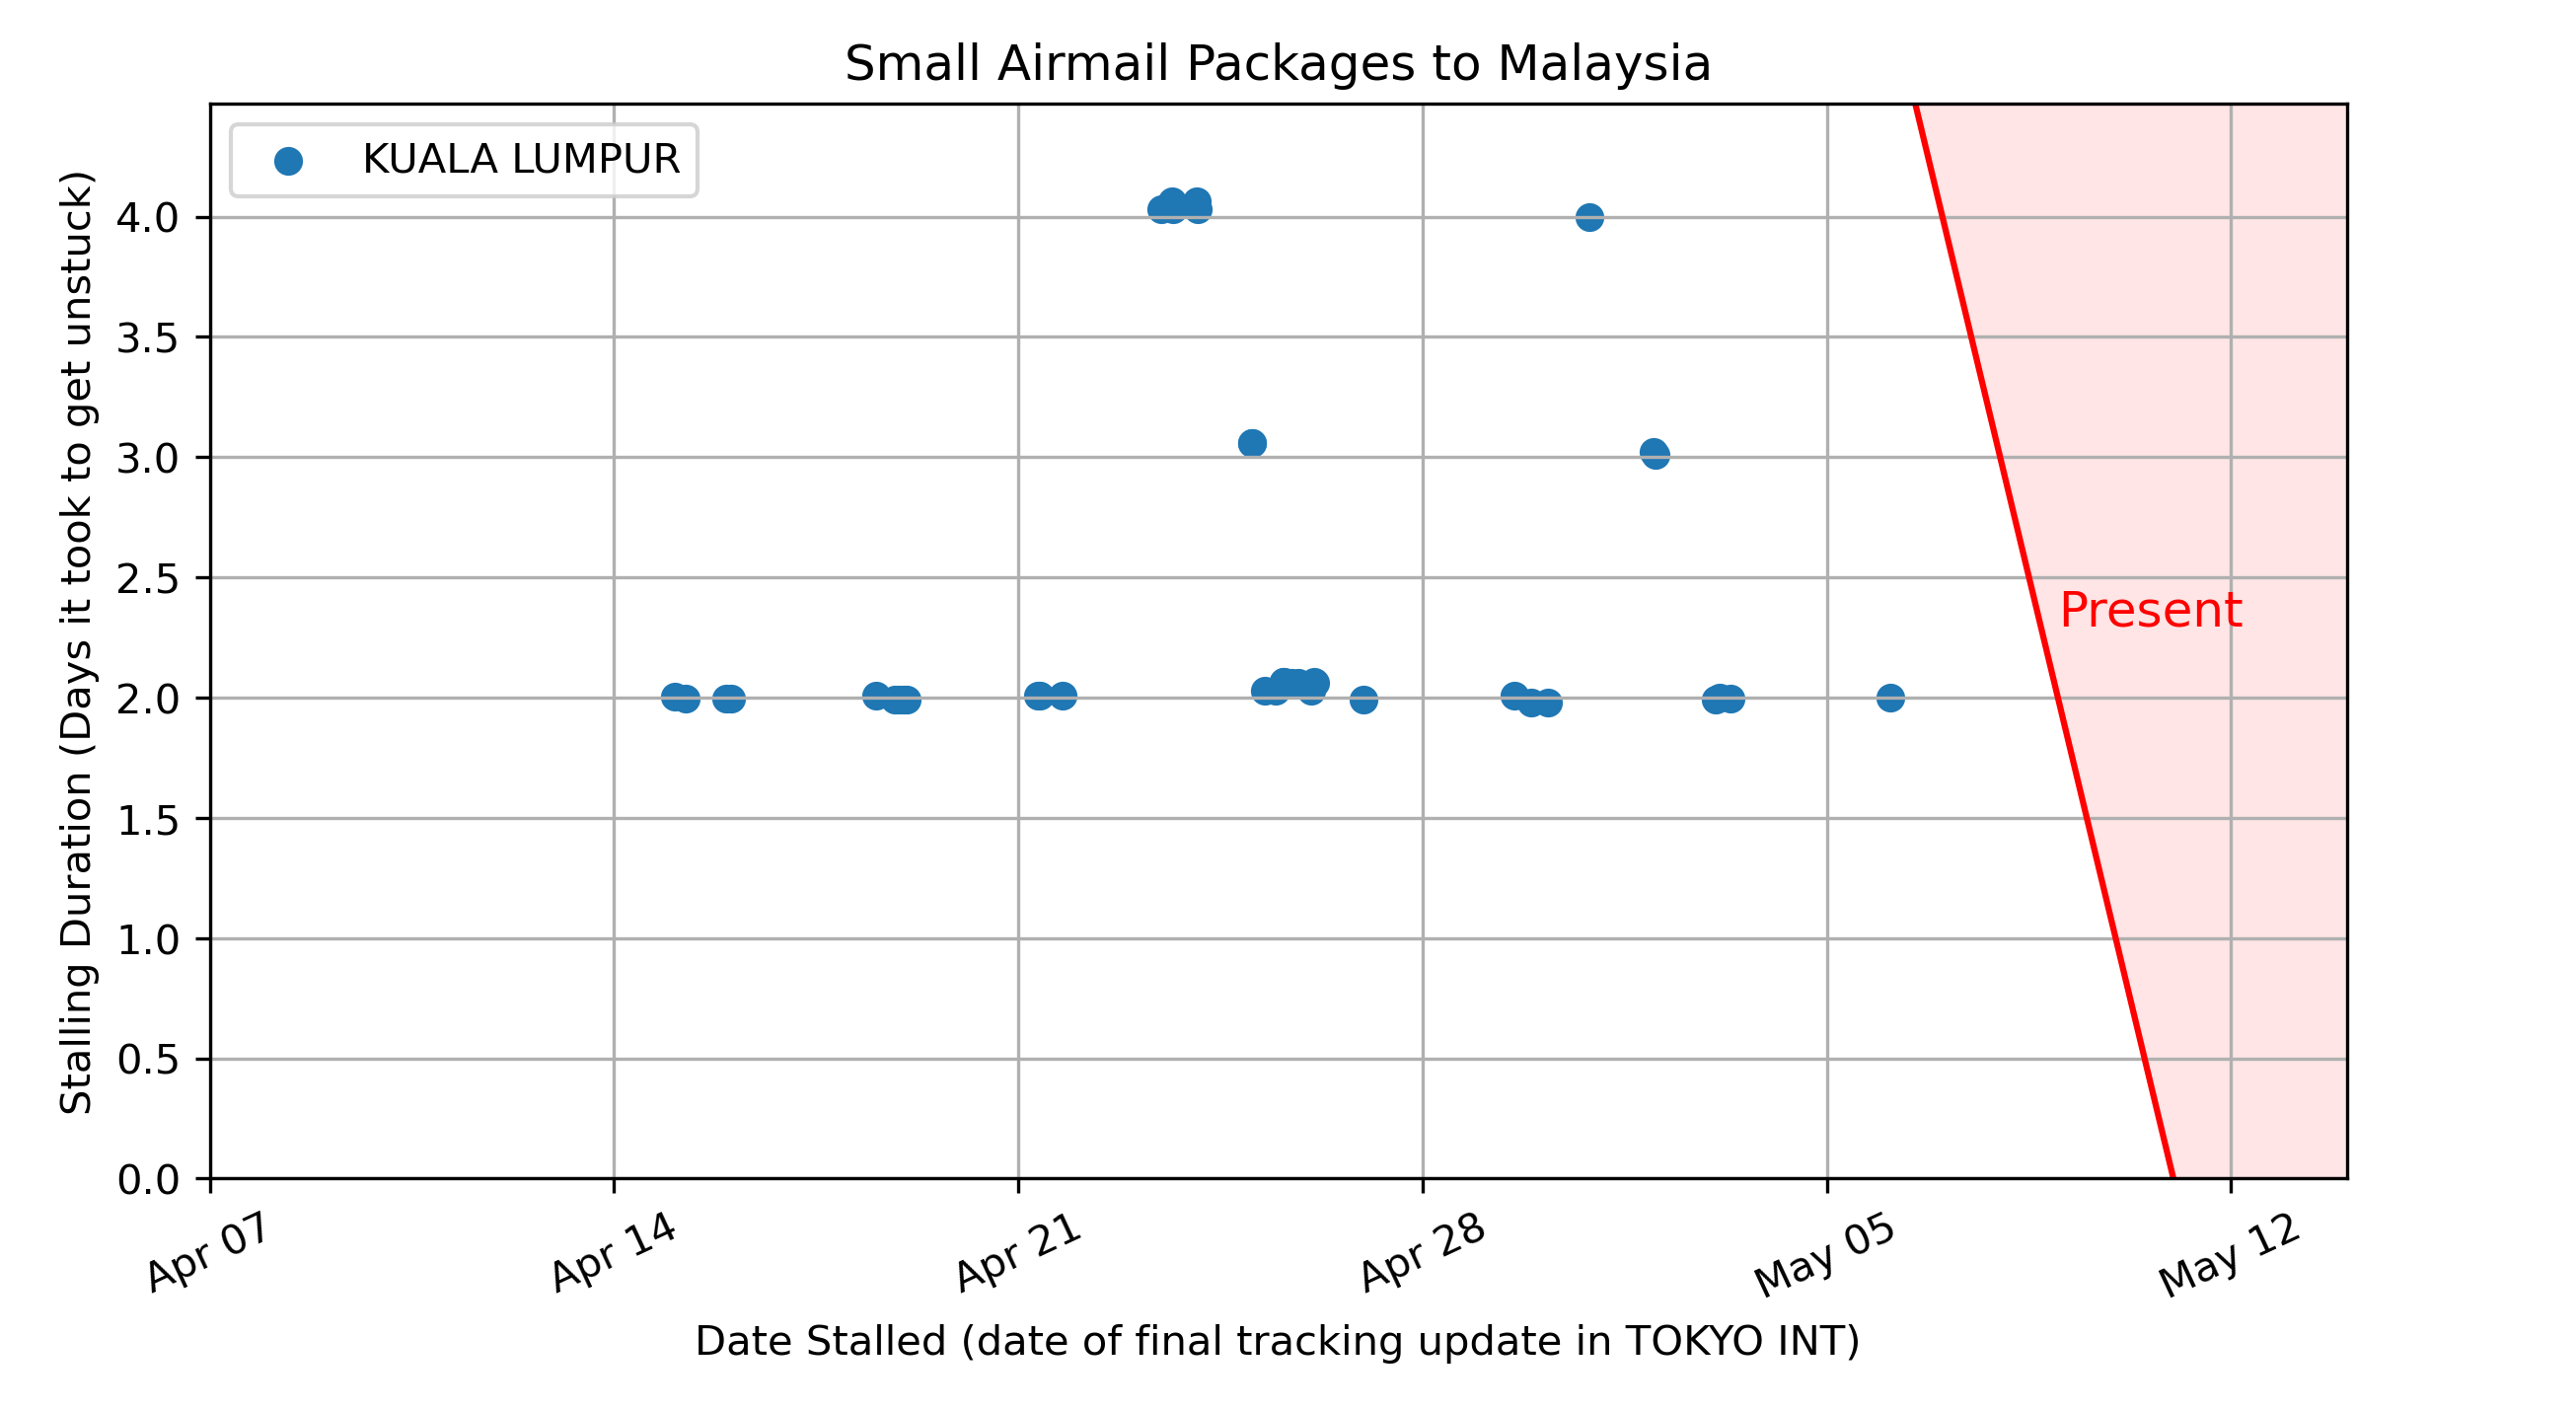 Small Airmail Packages to Malaysia
KUALA LUMPUR
Stalling Duration (Days it took to get unstuck)
4.0
3.5
3.0
2.5
2.0
1.5
1.0
0.5
0.0
Present
Apr 07
Apr 14
Apr 21
Apr 28
May 05
May 12
Date Stalled (date of final tracking update in TOKYO INT)